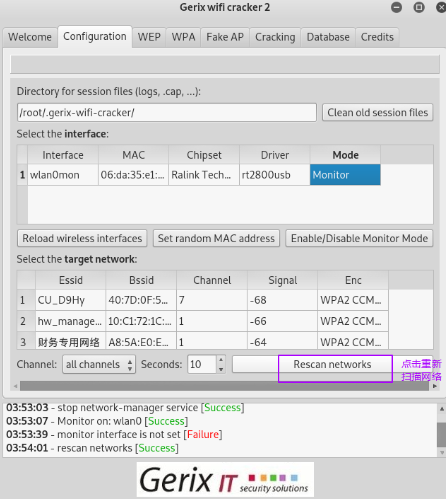 Gerix wifi cracker 2
Welcome Configuration WEP WPA Fake AP Cracking Database Credits
Directory for session files (logs, .cap, ...):
/root/.gerix-wifi-cracker/ Clean old session files
Select the interface:
Interface MAC Chipset Driver Mode
1 wlan0mon 06:da:35:e1:... Ralink Tech... rt2800usb Monitor
Reload wireless interfaces Set random MAC address Enable/Disable Monitor Mode
Select the target network:
Essid Bssid Channel Signal Enc
1 CU_D9Hy 40:7D:0F:5... 7 -68 WPA2 CCM...
2 hw_manage... 10:C1:72:1C:... 1 -66 WPA2 CCM...
3 财务专用网络 A8:5A:E0:E... 1 -64 WPA2 CCM...
Channel: all channels Seconds: 10 Rescan networks 点击重新
扫描网络
03:53:03 - stop network-manager service [Success]
03:53:07 - Monitor on: wlan0 [Success]
03:53:39 - monitor interface is not set [Failure]
03:54:01 - rescan networks [Success]
Gerix IT security solutions